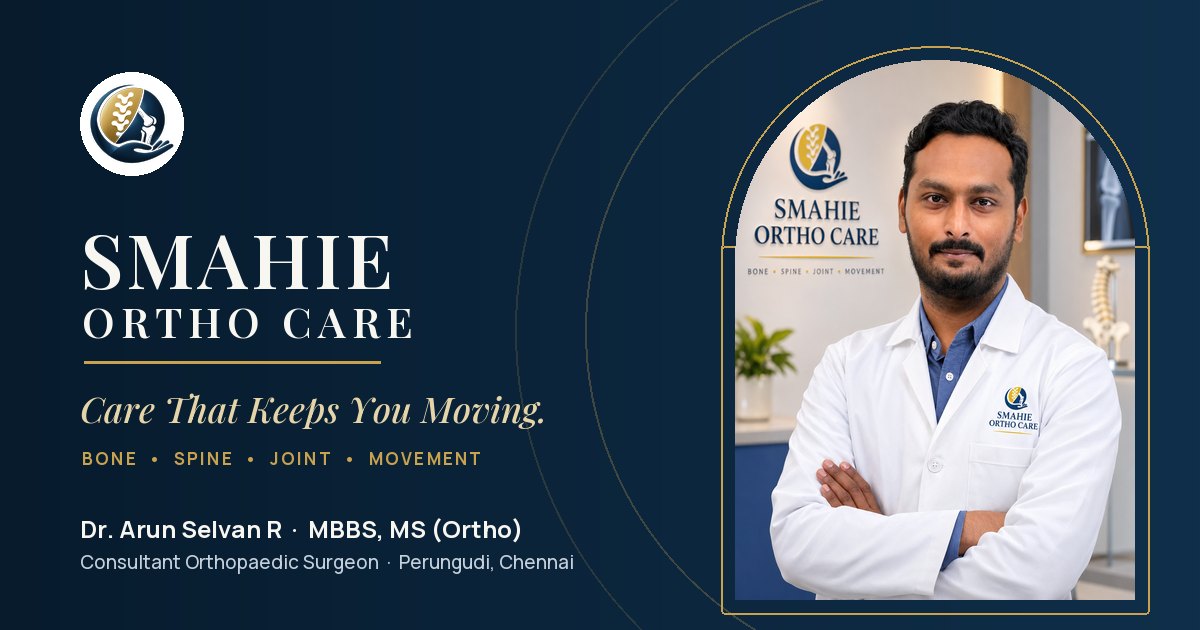 SMAHIE
ORTHO CARE
Care That Keeps You Moving.
BONE • SPINE • JOINT • MOVEMENT
Dr. Arun Selvan R · MBBS, MS (Ortho)
Consultant Orthopaedic Surgeon · Perungudi, Chennai
SMAHIE
ORTHO CARE
BONE • SPINE • JOINT • MOVEMENT
SMAHIE
ORTHO CARE